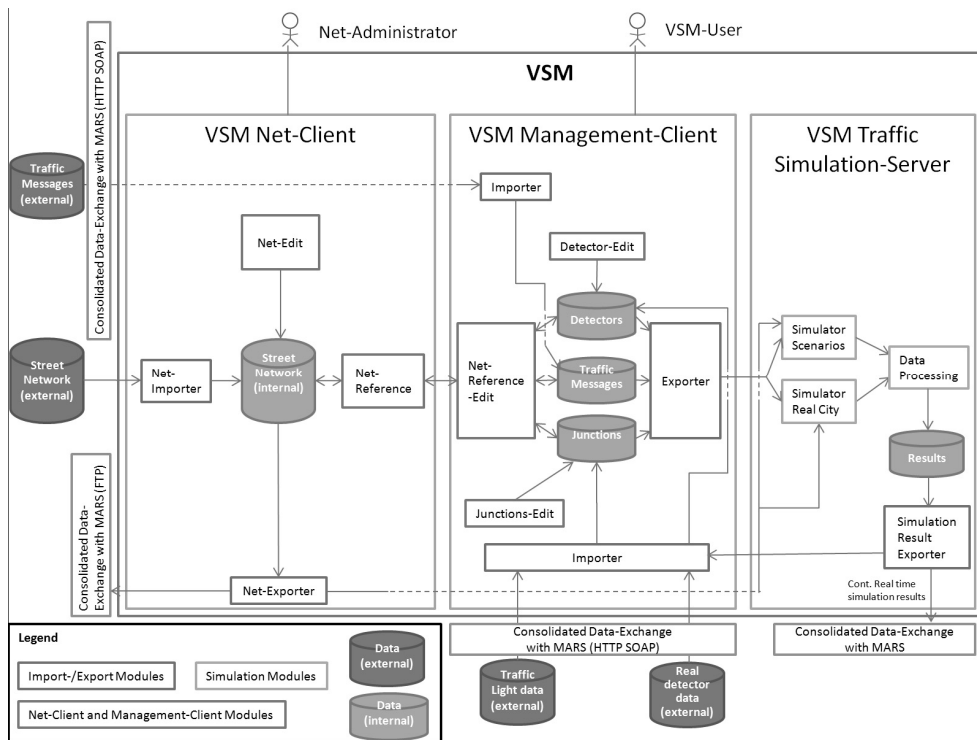 Net-Administrator
VSM-User
VSM
Consolidated Data-Exchange with MARS (HTTP SOAP)
VSM Net-Client
VSM Management-Client
VSM Traffic
Simulation-Server
Traffic
Messages
(external)
Importer
Net-Edit
Detector-Edit
Detectors
Street
Network
(external)
Net-
Importer
Street
Network
(internal)
Net-
Reference
Net-
Reference
-Edit
Traffic
Messages
Exporter
Junctions
Simulator
Scenarios
Simulator
Real City
Data
Processing
Results
Junctions-Edit
Simulation
Result
Exporter
Importer
Consolidated Data-
Exchange with MARS (FTP)
Net-Exporter
Cont. Real time
simulation results
Legend
Import-/Export Modules
Simulation Modules
Net-Client and Management-Client Modules
Data
(external)
Data
(internal)
Consolidated Data-Exchange
with MARS (HTTP SOAP)
Consolidated Data-Exchange
with MARS
Traffic
Light data
(external)
Real
detector
data
(external)